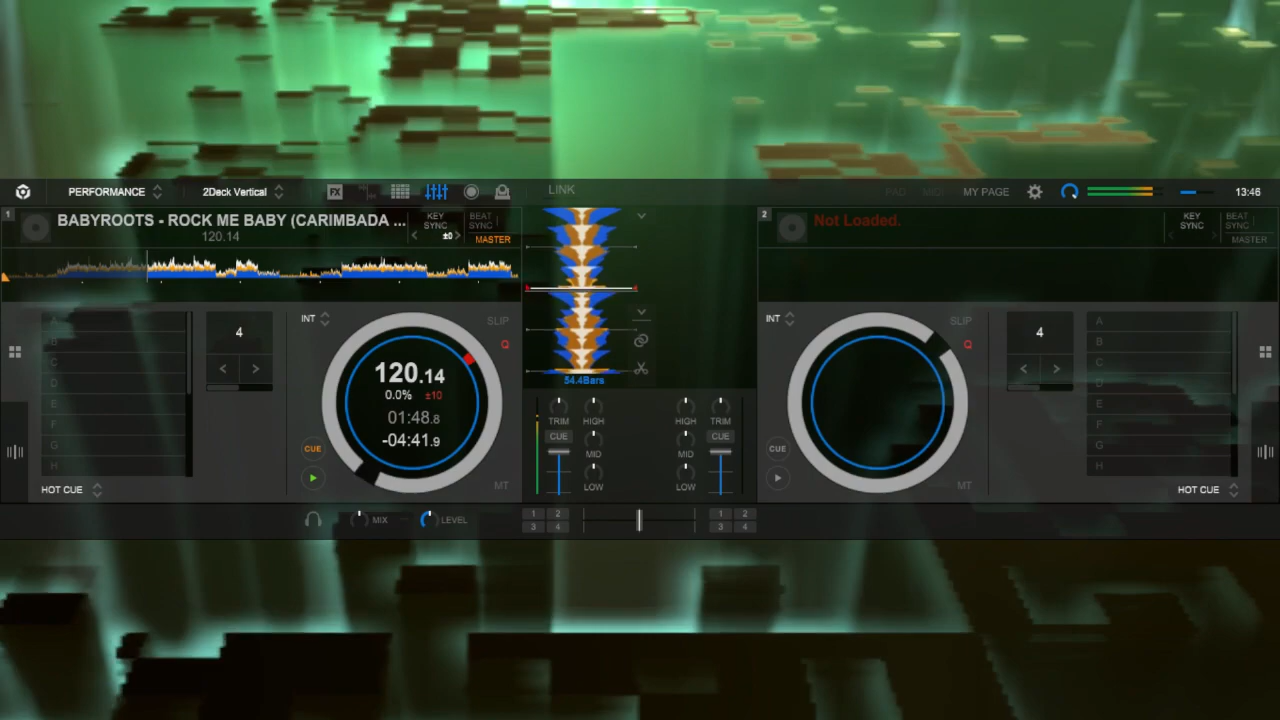 PERFORMANCE 2Deck Vertical FX LINK PAD MIDI MY PAGE 13:46
1 BABYROOTS - ROCK ME BABY (CARIMBADA ... KEY SYNC BEAT SYNC
120.14 ±0 MASTER
2 Not Loaded. KEY SYNC BEAT SYNC
MASTER
INT SLIP
Q
4
A
B
C
D
E
F
G
H
HOT CUE
120.14
0.0% ±10
01:48.8
-04:41.9
CUE
MT
54.4Bars
TRIM HIGH HIGH TRIM
CUE CUE
MID MID
LOW LOW
INT SLIP
Q
CUE
MT
4
A
B
C
D
E
F
G
H
HOT CUE
MIX LEVEL
1 2 1 2
3 4 3 4